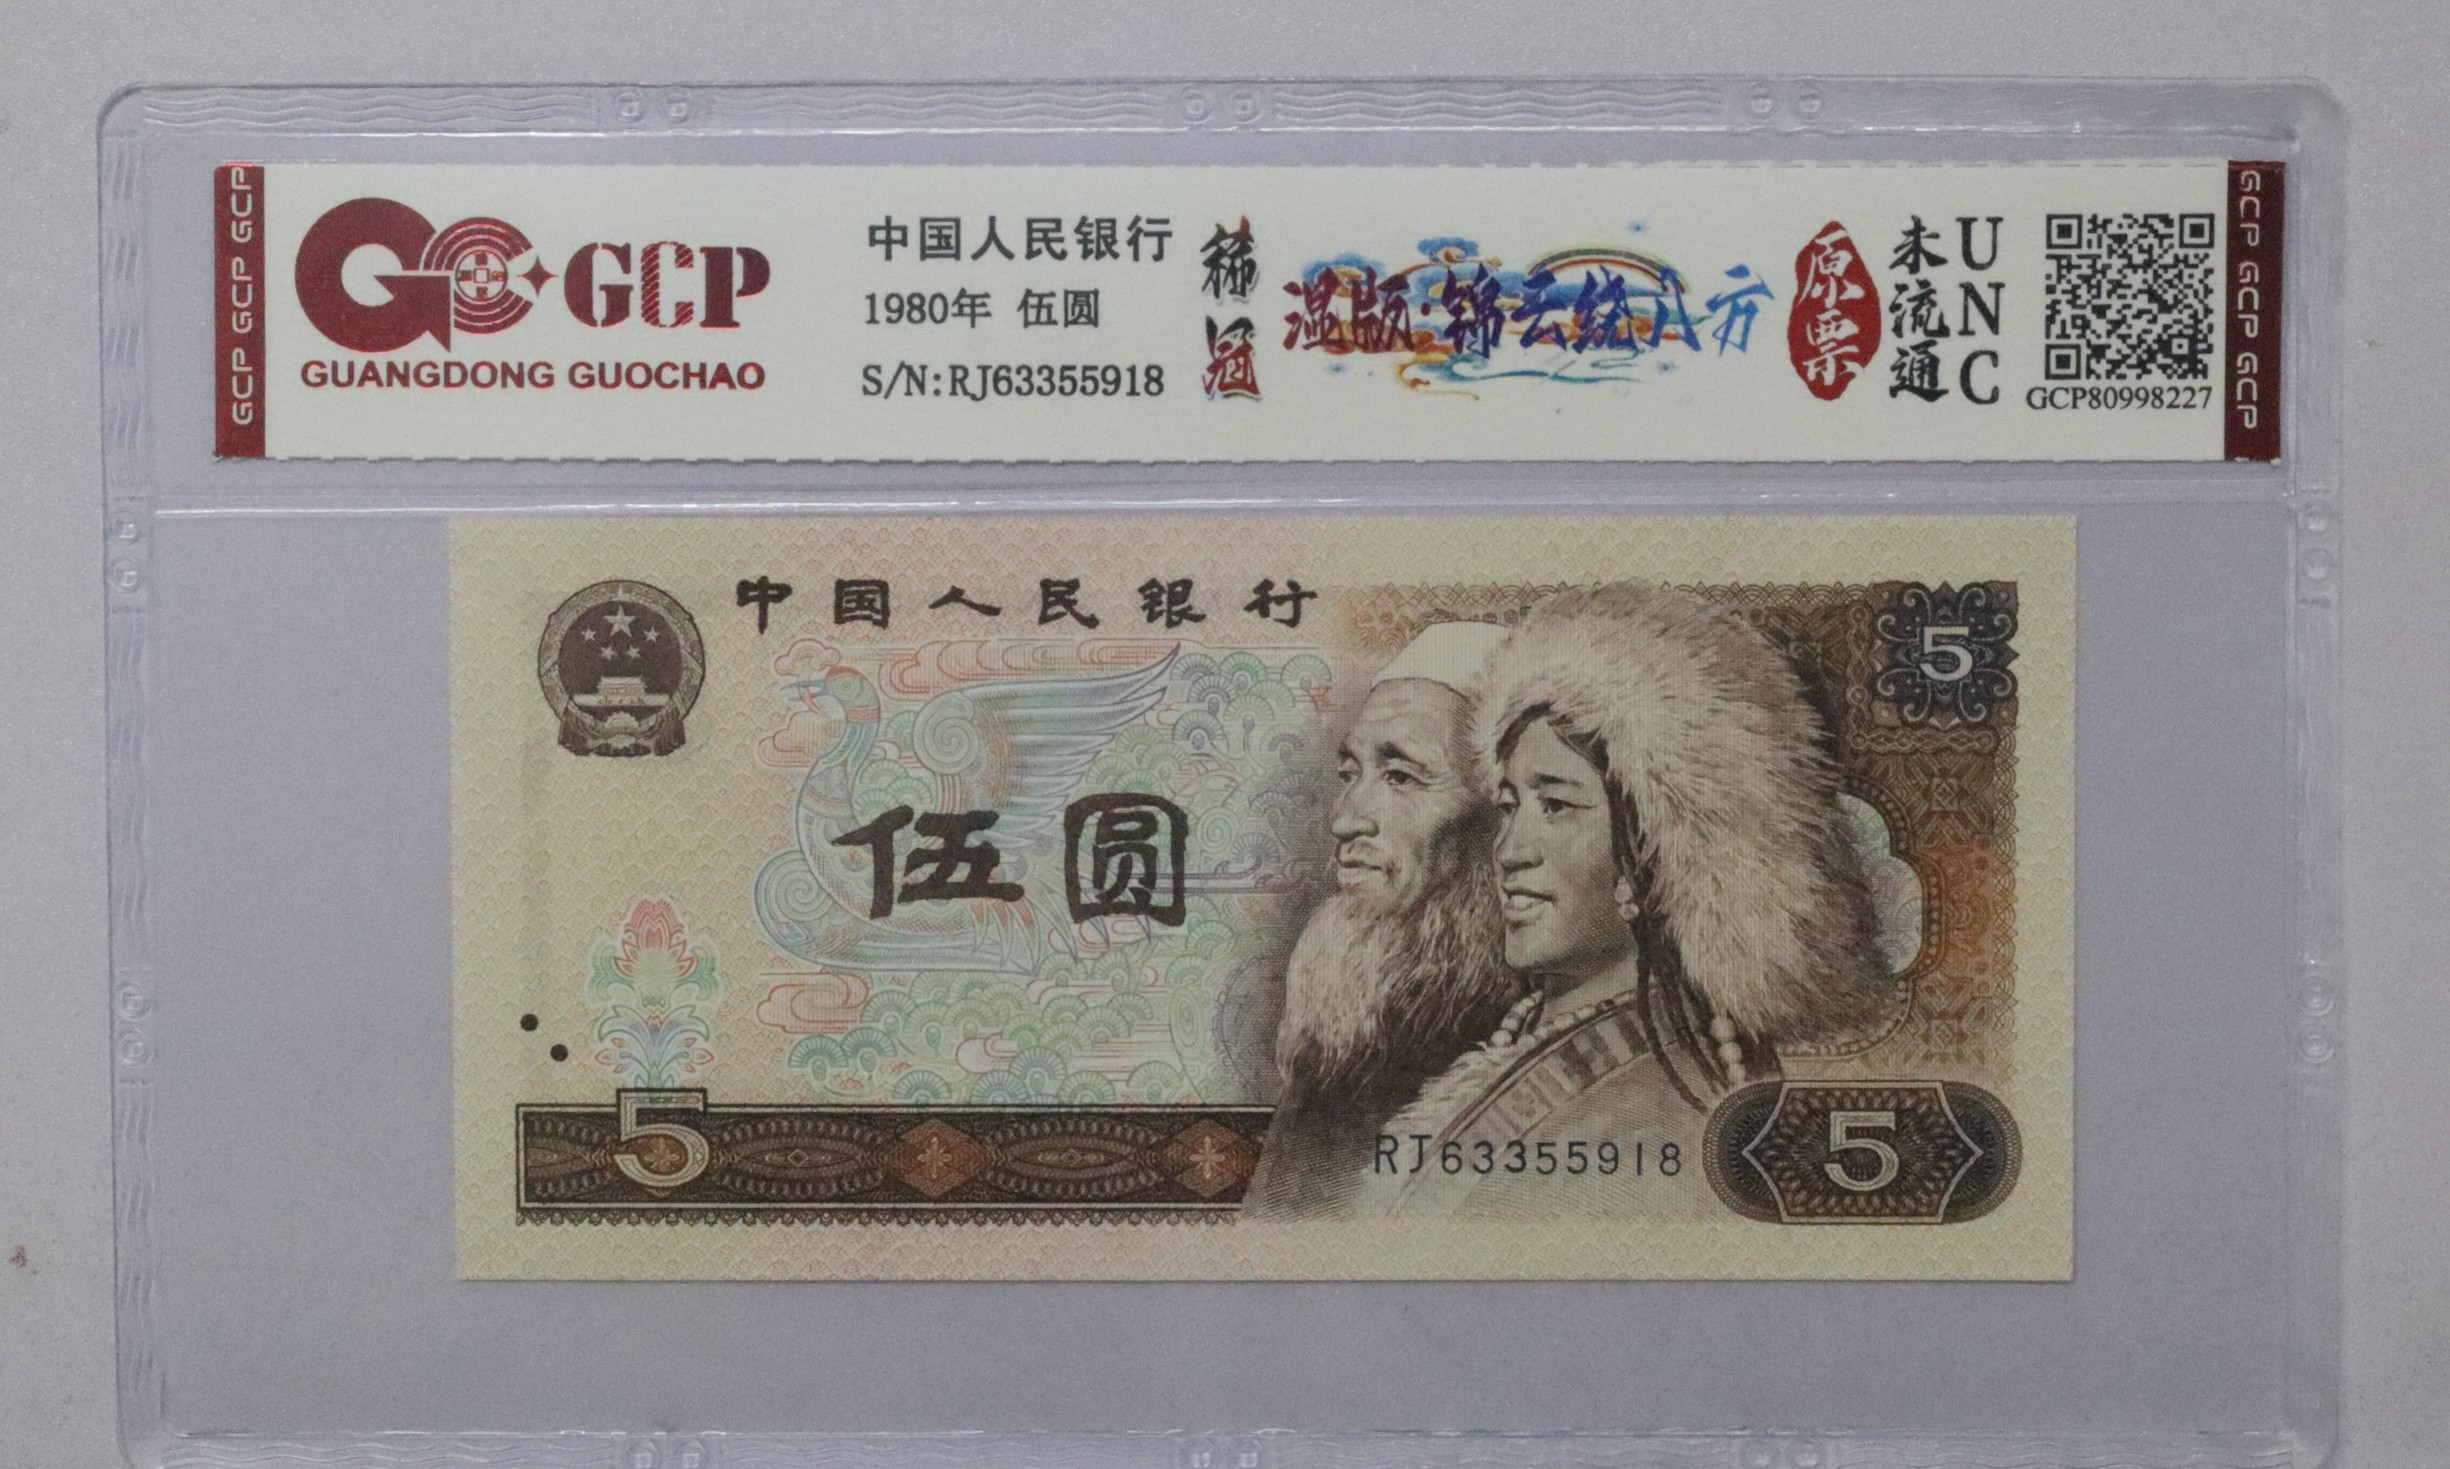 GCP GCP GCP
GCP
GUANGDONG GUOCHAO
中国人民银行
1980年 伍圆
S/N:RJ63355918
稀冠
温版·锦云绕八方
原票
未流通
UNC
GCP80998227
GCP GCP GCP
中国人民银行
5
伍圆
5
RJ63355918
5